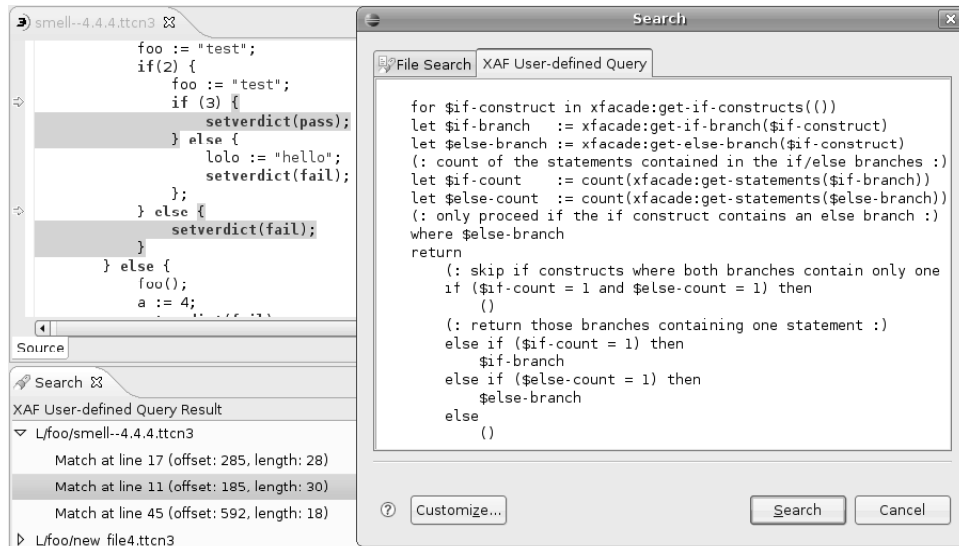 smell--4.4.4.ttcn3
foo := "test";
if(2) {
foo := "test";
if (3) {
setverdict(pass);
} else {
lolo := "hello";
setverdict(fail);
};
} else {
setverdict(fail);
}
} else {
foo();
a := 4;
Source
Search
XAF User-defined Query Result
L/foo/smell--4.4.4.ttcn3
Match at line 17 (offset: 285, length: 28)
Match at line 11 (offset: 185, length: 30)
Match at line 45 (offset: 592, length: 18)
L/foo/new_file4.ttcn3
Search
File Search
XAF User-defined Query
for $if-construct in xfacade:get-if-constructs(())
let $if-branch := xfacade:get-if-branch($if-construct)
let $else-branch := xfacade:get-else-branch($if-construct)
(: count of the statements contained in the if/else branches :)
let $if-count := count(xfacade:get-statements($if-branch))
let $else-count := count(xfacade:get-statements($else-branch))
(: only proceed if the if construct contains an else branch :)
where $else-branch
return
(: skip if constructs where both branches contain only one
if ($if-count = 1 and $else-count = 1) then
()
(: return those branches containing one statement :)
else if ($if-count = 1) then
$if-branch
else if ($else-count = 1) then
$else-branch
else
()
Customize...
Search
Cancel